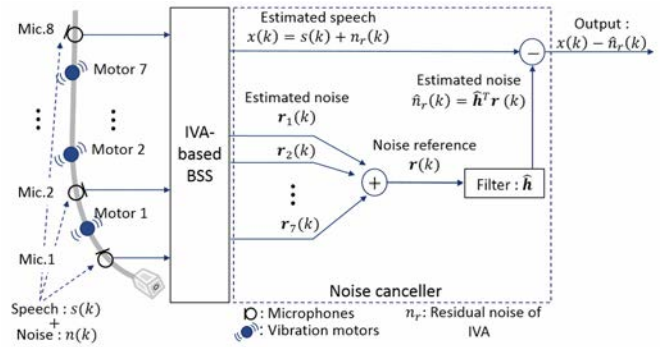 Mic.8
Motor 7
Motor 2
Mic.2
Motor 1
Mic.1
Speech : s(k)
+
Noise : n(k)
IVA-
based
BSS
Estimated speech
x(k) = s(k) + n_r(k)
Estimated noise
r_1(k)
r_2(k)
⋮
r_7(k)
+
Noise reference
r(k)
Filter : ĥ
Estimated noise
n̂_r(k) = ĥ^T r (k)
−
Output :
x(k) − n̂_r(k)
Noise canceller
: Microphones
: Vibration motors
n_r: Residual noise of
IVA